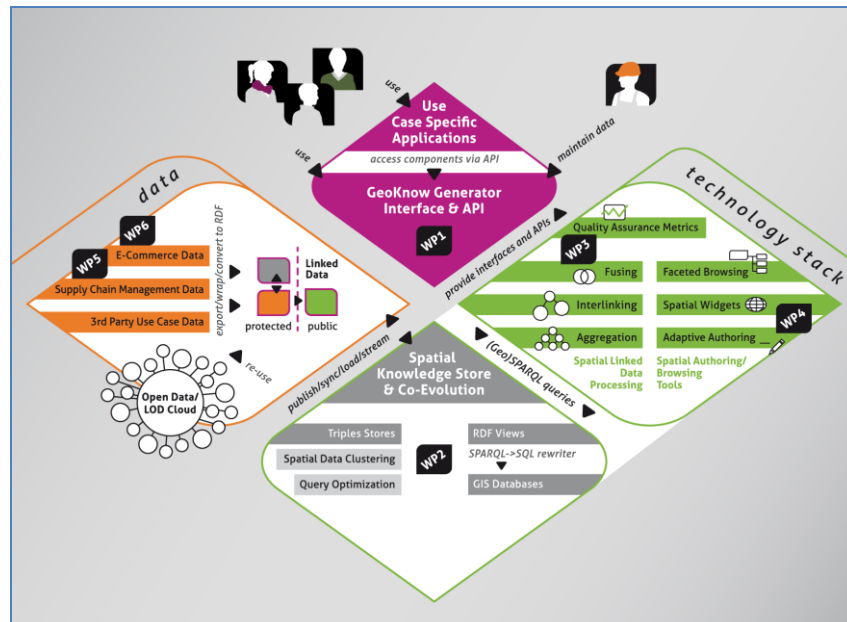 use
Use
Case Specific
Applications
access components via API
use
maintain data
GeoKnow Generator
Interface & API
WP1
data
WP6
WP5
E-Commerce Data
Supply Chain Management Data
3rd Party Use Case Data
export/wrap/convert to RDF
Linked
Data
protected
public
re-use
Open Data/
LOD Cloud
publish/sync/load/stream
provide interfaces and APIs
technology stack
Quality Assurance Metrics
WP3
Fusing
Faceted Browsing
Interlinking
Spatial Widgets
WP4
Aggregation
Adaptive Authoring
Spatial Linked
Data
Processing
Spatial Authoring/
Browsing
Tools
(Geo)SPARQL queries
Spatial
Knowledge Store
& Co-Evolution
Triples Stores
RDF Views
WP2
Spatial Data Clustering
SPARQL->SQL rewriter
Query Optimization
GIS Databases